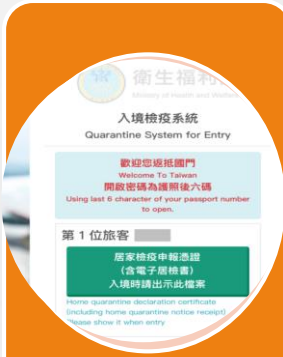 衛生福利
Ministry of Health and Welfare
入境檢疫系統
Quarantine System for Entry
歡迎您返抵國門
Welcome To Taiwan
開啟密碼為護照後六碼
Using last 6 character of your passport number
to open.
第 1 位旅客
居家檢疫申報憑證
(含電子居檢書)
入境時請出示此檔案
Home quarantine declaration certificate
(including home quarantine notice receipt)
Please show it when entry